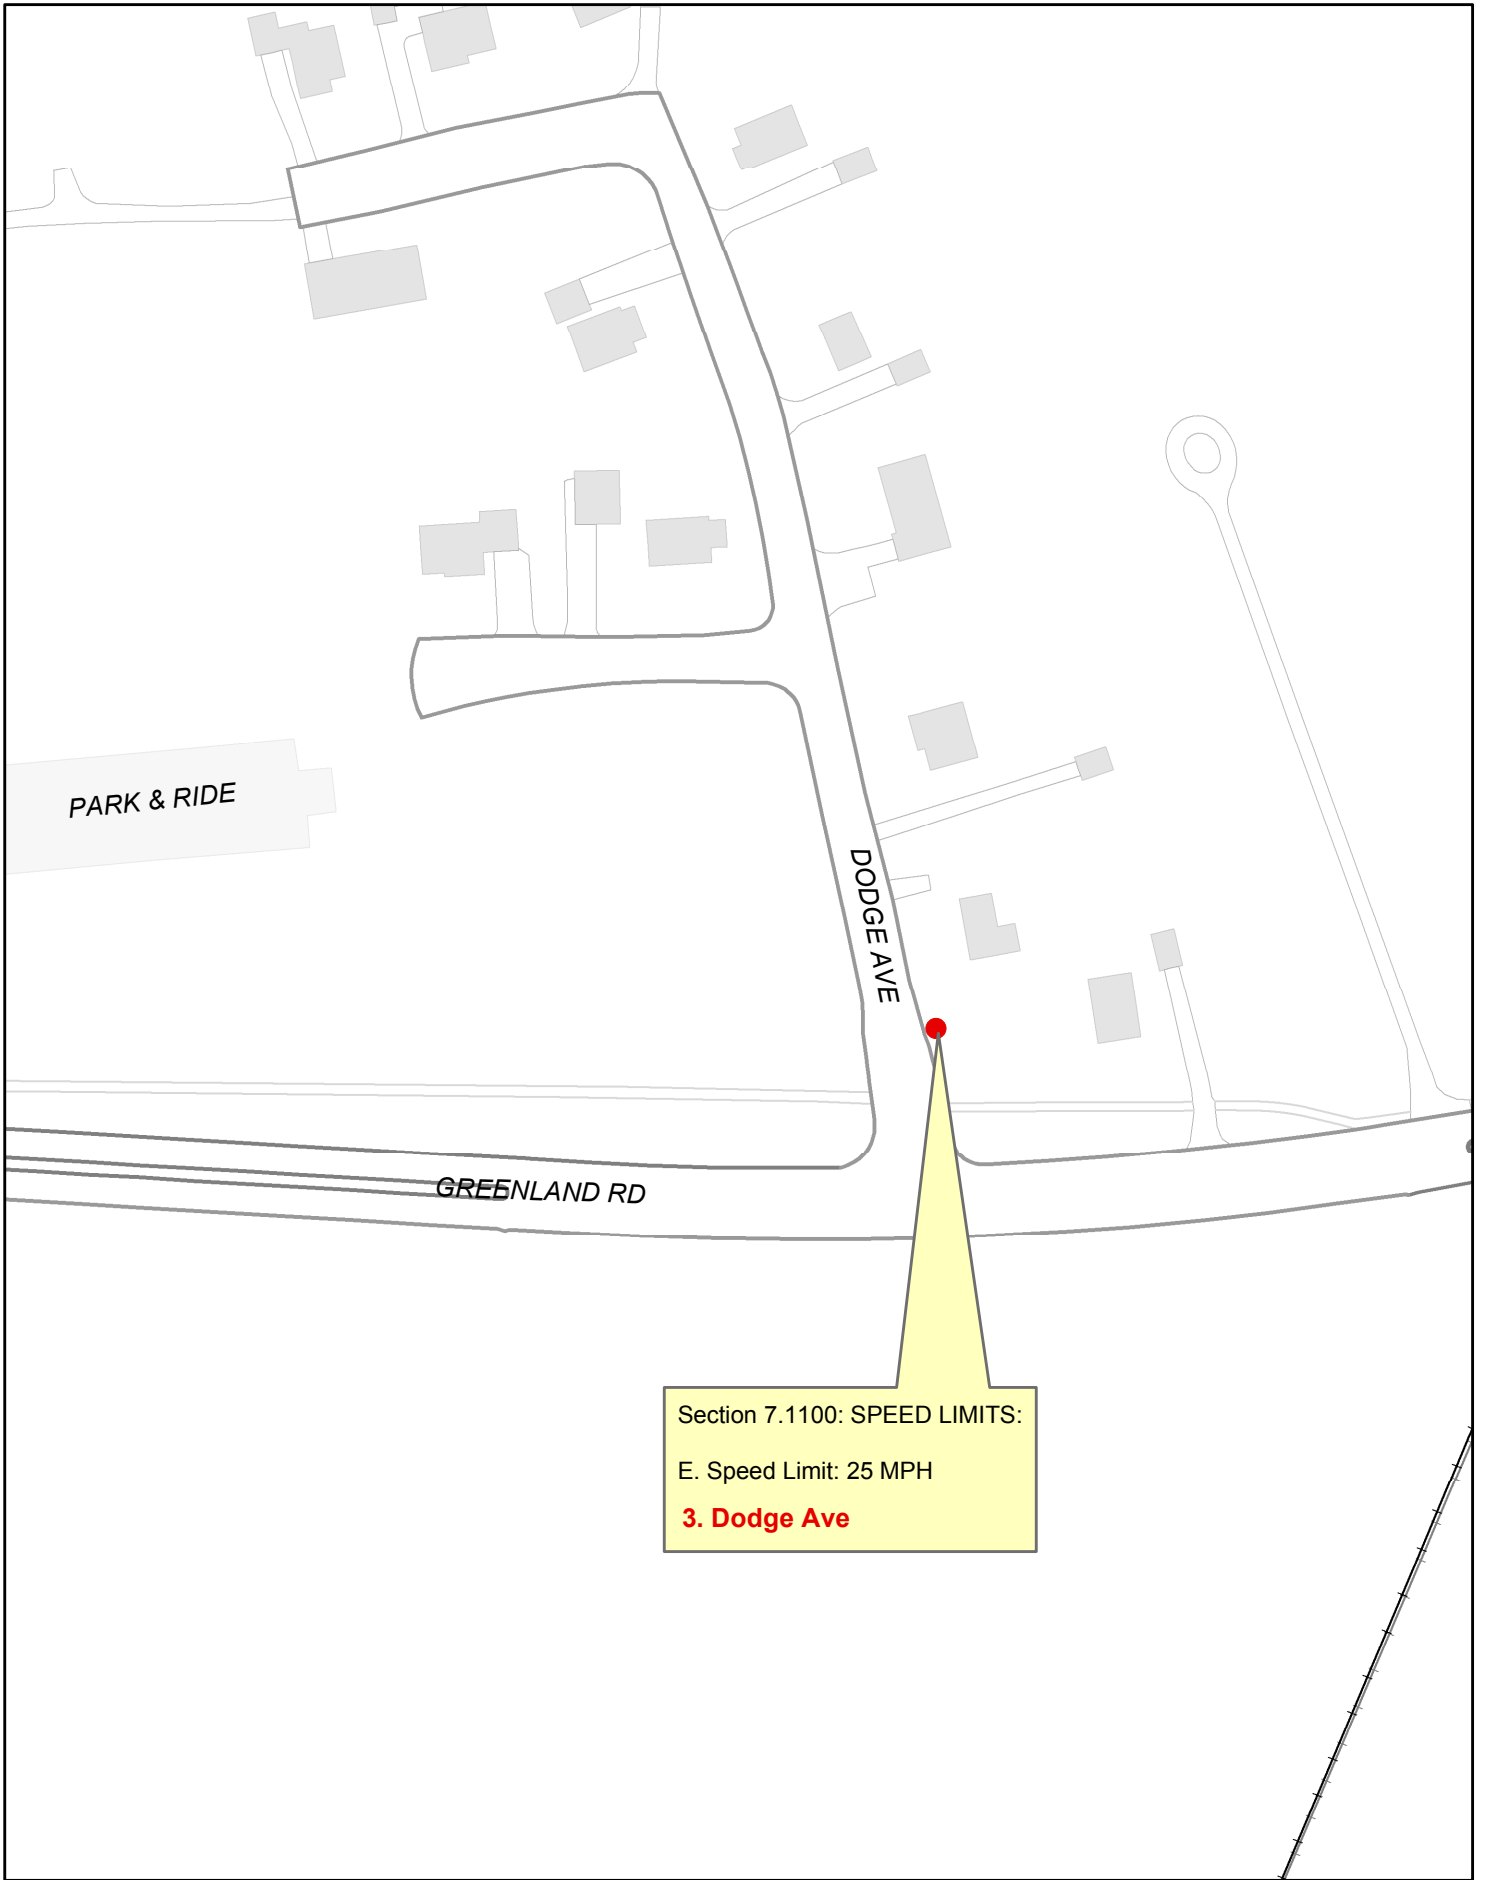 PARK & RIDE
DODGE AVE
GREENLAND RD
Section 7.1100: SPEED LIMITS:
E. Speed Limit: 25 MPH
3. Dodge Ave